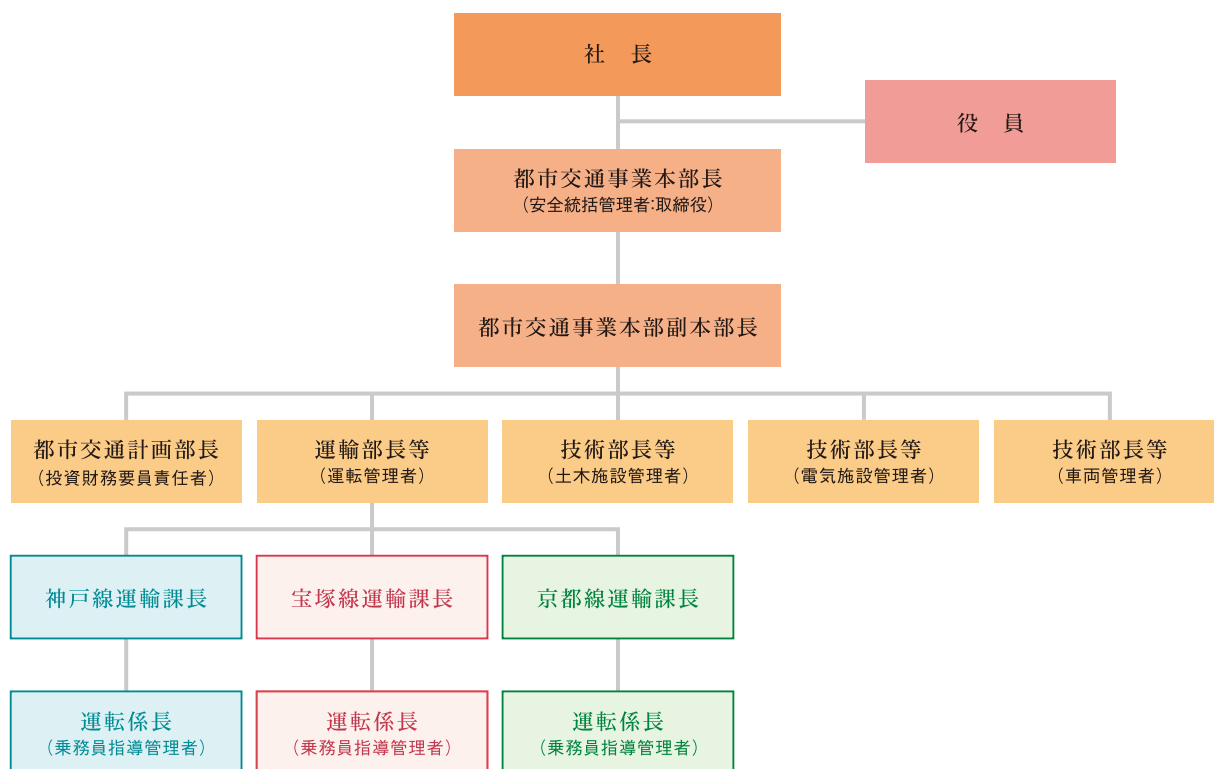 社　長
役　員
都市交通事業本部長
（安全統括管理者:取締役）
都市交通事業本部副本部長
都市交通計画部長
（投資財務要員責任者）
運輸部長等
（運転管理者）
技術部長等
（土木施設管理者）
技術部長等
（電気施設管理者）
技術部長等
（車両管理者）
神戸線運輸課長
宝塚線運輸課長
京都線運輸課長
運転係長
（乗務員指導管理者）
運転係長
（乗務員指導管理者）
運転係長
（乗務員指導管理者）